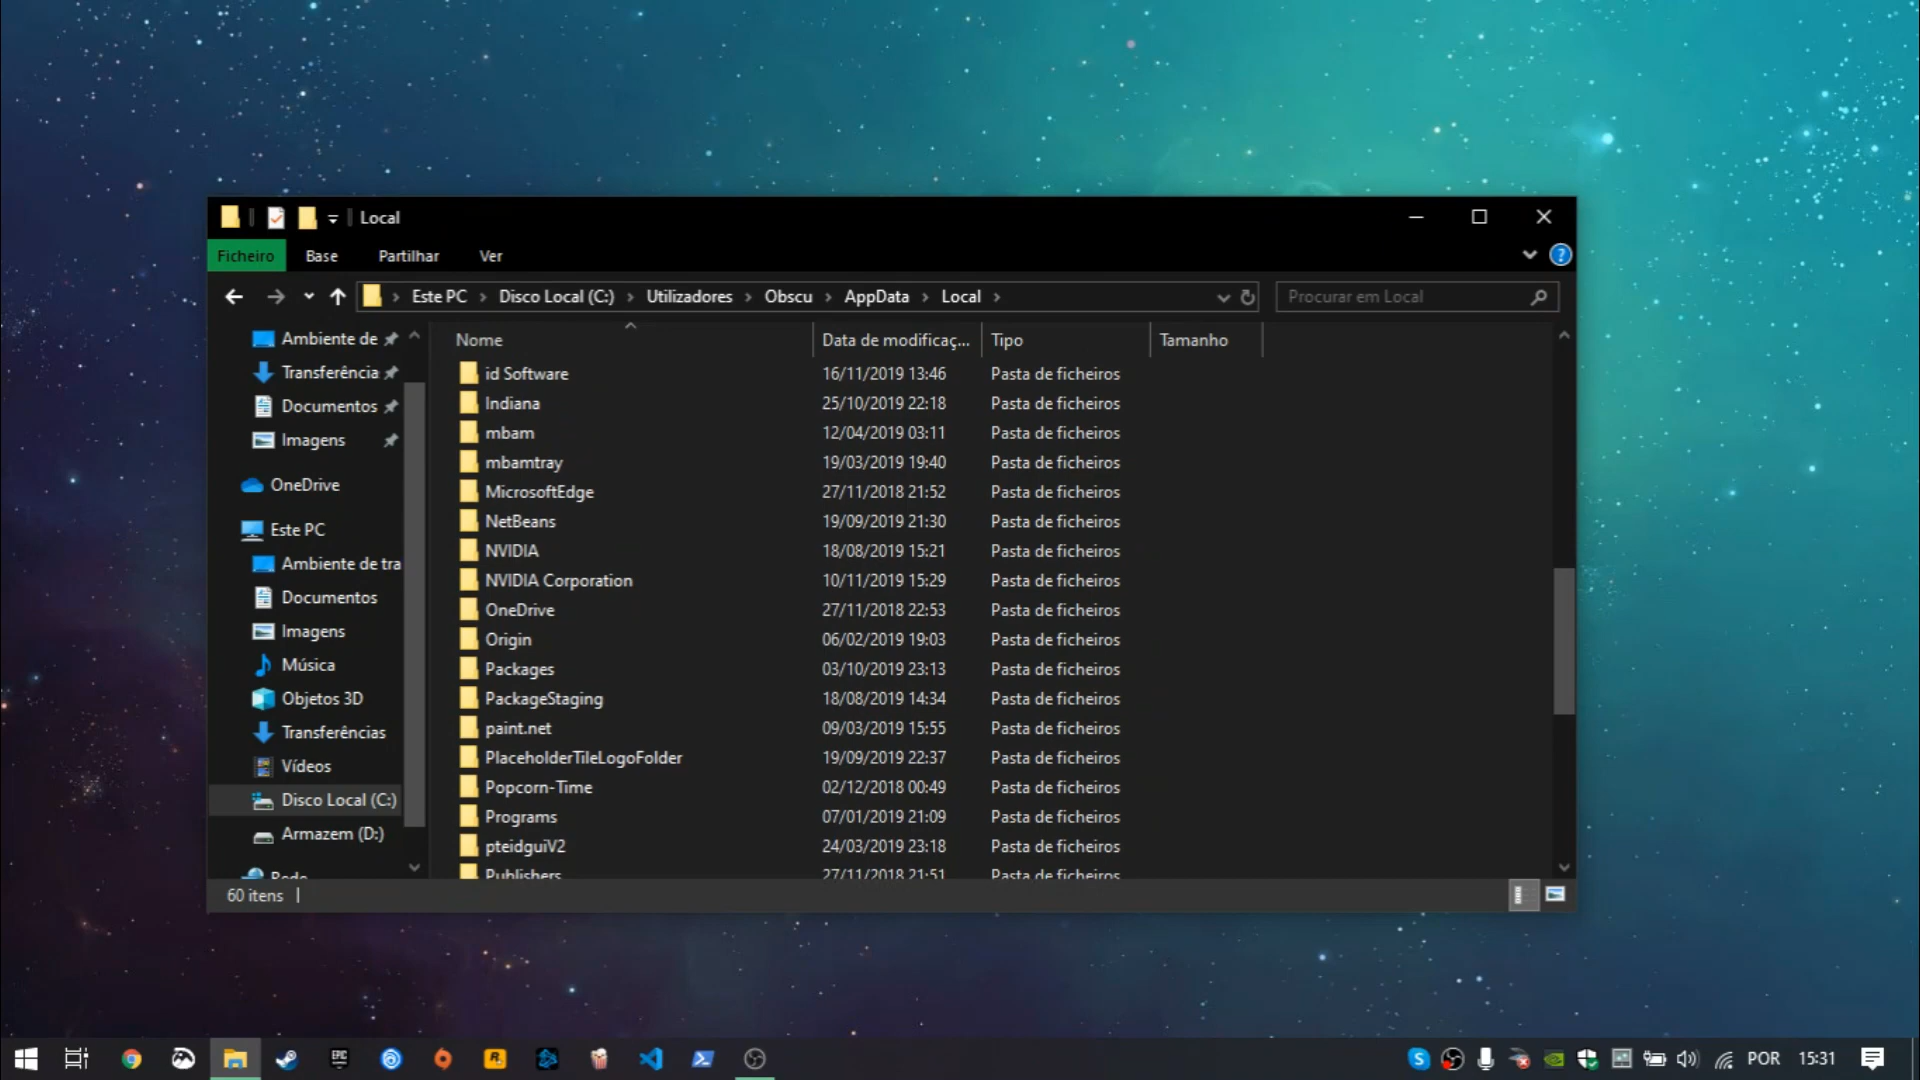 Local
Ficheiro Base Partilhar Ver
Este PC Disco Local (C:) Utilizadores Obscu AppData Local Procurar em Local
Nome Data de modificaç... Tipo Tamanho
Ambiente de
Transferência
Documentos
Imagens
OneDrive
Este PC
Ambiente de tra
Documentos
Imagens
Música
Objetos 3D
Transferências
Vídeos
Disco Local (C:)
Armazem (D:)
Rede
id Software 16/11/2019 13:46 Pasta de ficheiros
Indiana 25/10/2019 22:18 Pasta de ficheiros
mbam 12/04/2019 03:11 Pasta de ficheiros
mbamtray 19/03/2019 19:40 Pasta de ficheiros
MicrosoftEdge 27/11/2018 21:52 Pasta de ficheiros
NetBeans 19/09/2019 21:30 Pasta de ficheiros
NVIDIA 18/08/2019 15:21 Pasta de ficheiros
NVIDIA Corporation 10/11/2019 15:29 Pasta de ficheiros
OneDrive 27/11/2018 22:53 Pasta de ficheiros
Origin 06/02/2019 19:03 Pasta de ficheiros
Packages 03/10/2019 23:13 Pasta de ficheiros
PackageStaging 18/08/2019 14:34 Pasta de ficheiros
paint.net 09/03/2019 15:55 Pasta de ficheiros
PlaceholderTileLogoFolder 19/09/2019 22:37 Pasta de ficheiros
Popcorn-Time 02/12/2018 00:49 Pasta de ficheiros
Programs 07/01/2019 21:09 Pasta de ficheiros
pteidguiV2 24/03/2019 23:18 Pasta de ficheiros
Publishers 27/11/2018 21:51 Pasta de ficheiros
60 itens
EPIC POR 15:31